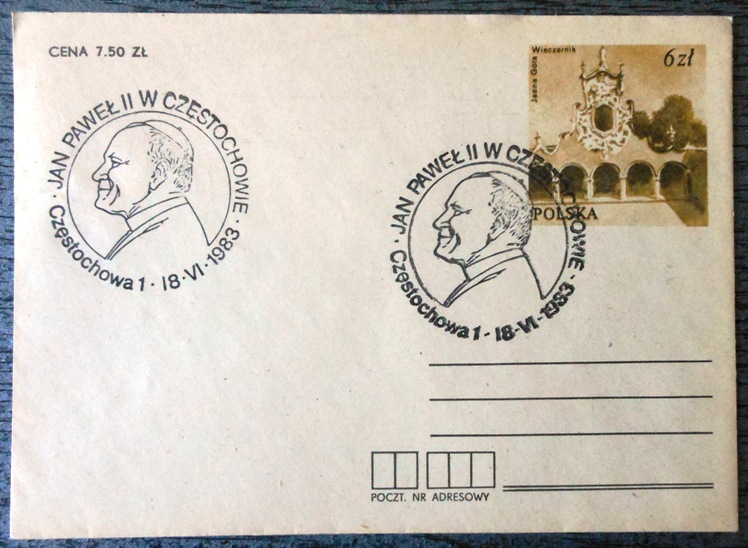 CENA 7.50 ZŁ
Jasna Góra Wieczernik
6 zł
POLSKA
JAN PAWEŁ II W CZĘSTOCHOWIE
Częstochowa 1 · 18·VI·1983
JAN PAWEŁ II W CZĘSTOCHOWIE
Częstochowa 1 · 18·VI·1983
POCZT. NR ADRESOWY